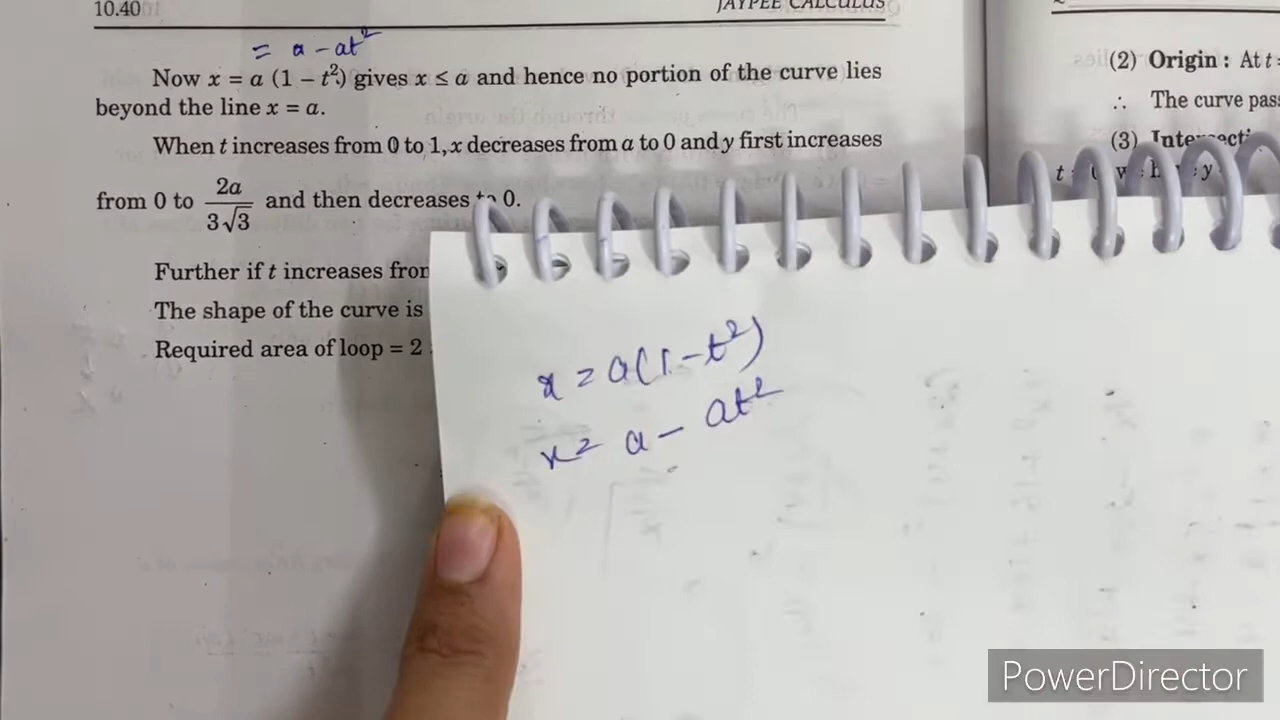 10.40
JAYPEE CALCULUS
= a - at²
Now x = a (1 – t²) gives x ≤ a and hence no portion of the curve lies
beyond the line x = a.
When t increases from 0 to 1, x decreases from a to 0 and y first increases
from 0 to 2a/3√3 and then decreases to 0.
Further if t increases from
The shape of the curve is
Required area of loop = 2
(2) Origin : At t =
∴ The curve pas
(3) Intersecti
x = a(1-t²)
x = a - at²
PowerDirector